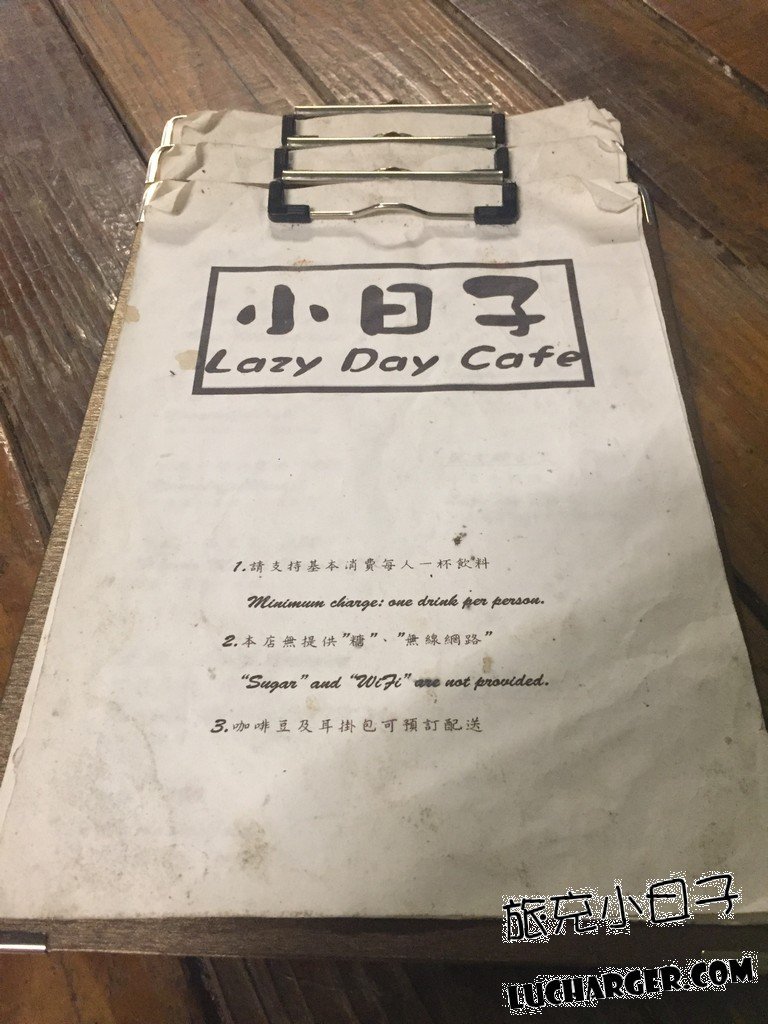 小日子
Lazy Day Cafe
1.請支持基本消費每人一杯飲料
Minimum charge: one drink per person.
2.本店無提供"糖"、"無線網路"
"Sugar" and "WiFi" are not provided.
3.咖啡豆及耳掛包可預訂配送
旅充小日子
LUCHARGER.COM